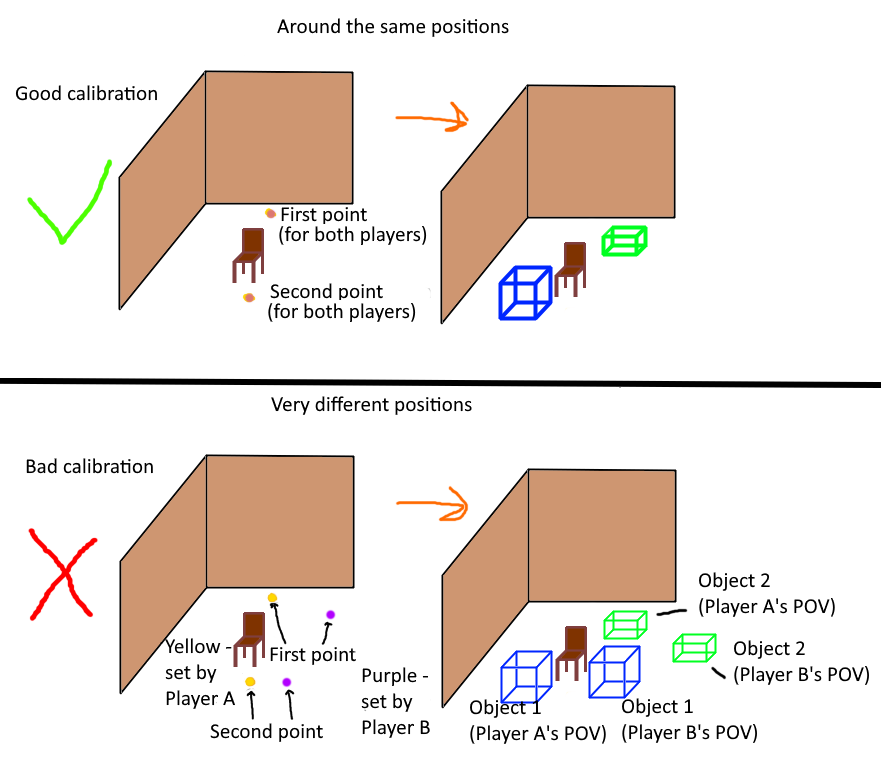 Around the same positions
Good calibration
First point
(for both players)
Second point
(for both players)
Very different positions
Bad calibration
Yellow -
set by
Player A
First point
Second point
Purple -
set by
Player B
Object 2
(Player A's POV)
Object 2
(Player B's POV)
Object 1
(Player A's POV)
Object 1
(Player B's POV)